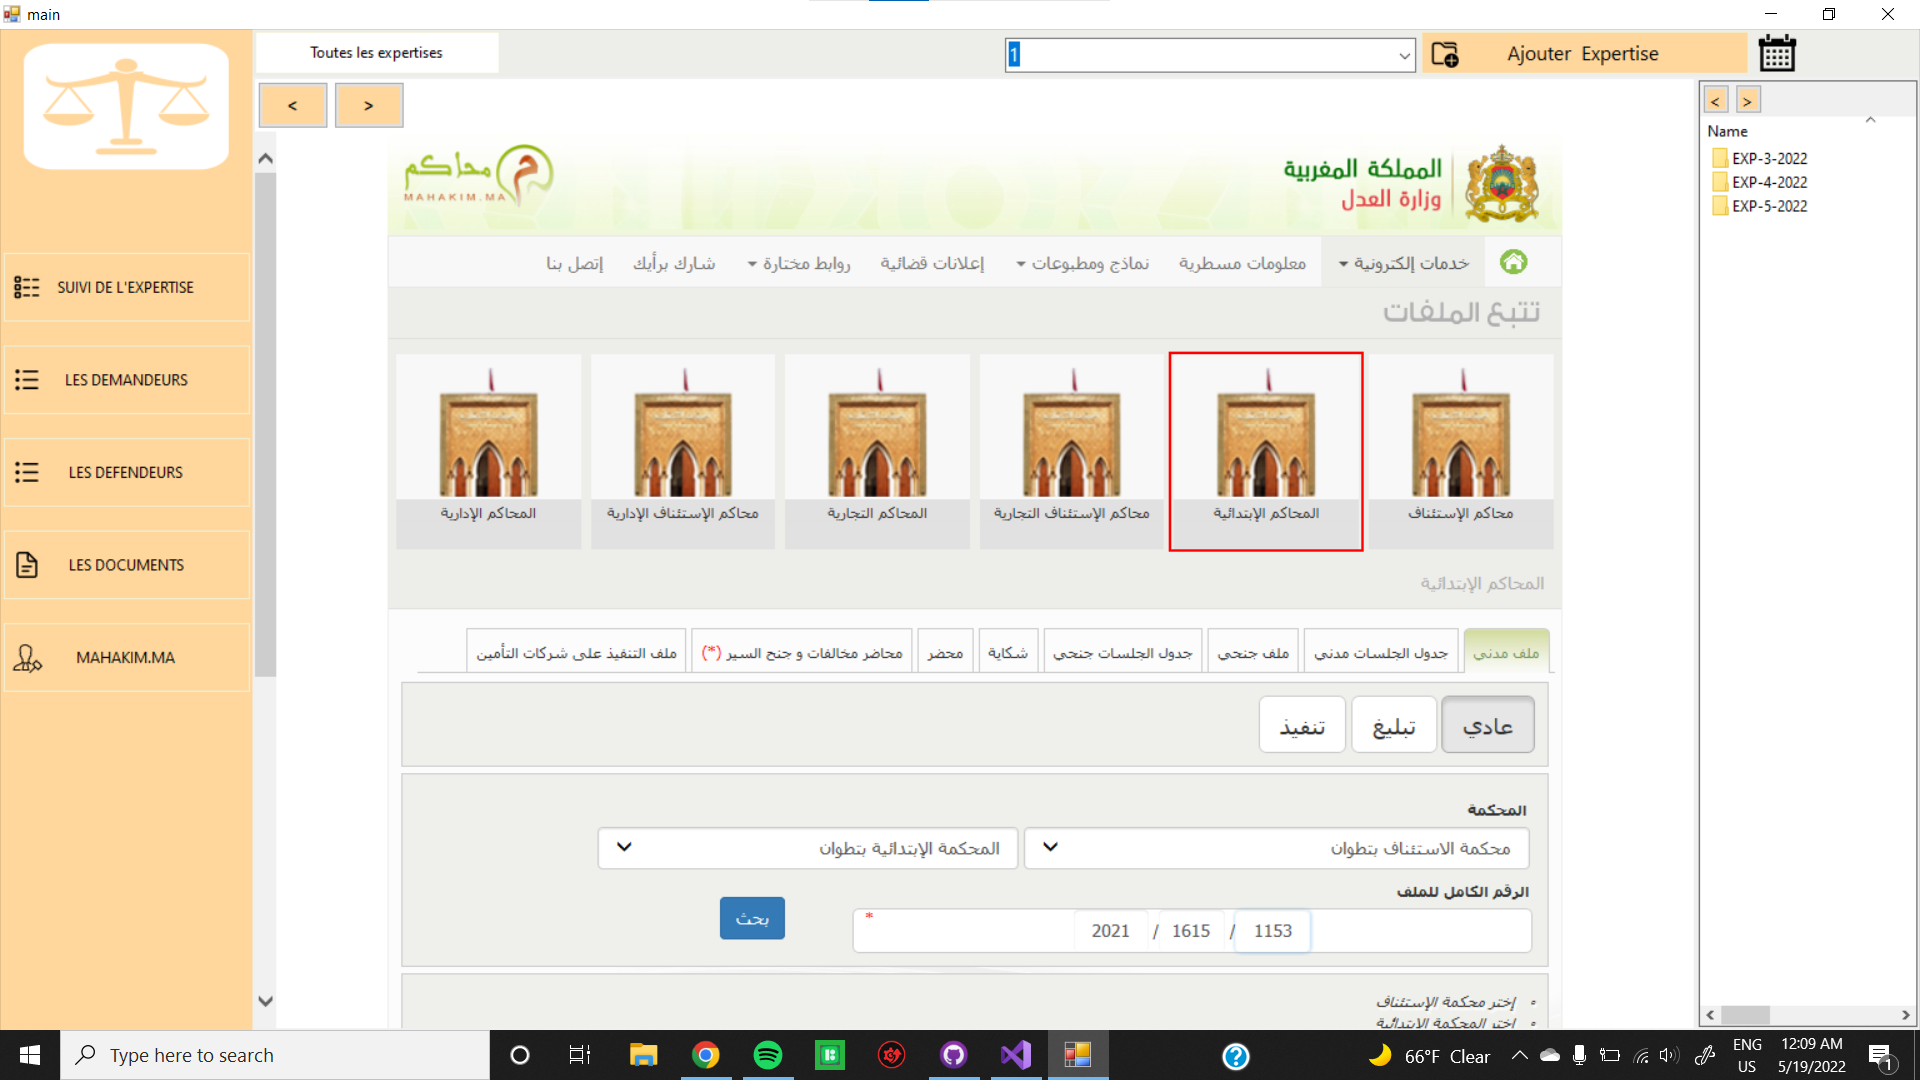 main
Toutes les expertises
1
Ajouter Expertise
< >
SUIVI DE L'EXPERTISE
LES DEMANDEURS
LES DEFENDEURS
LES DOCUMENTS
MAHAKIM.MA
محاكم
MAHAKIM.MA
المملكة المغربية
وزارة العدل
خدمات إلكترونية
معلومات مسطرية
نماذج ومطبوعات
إعلانات قضائية
روابط مختارة
شارك برأيك
إتصل بنا
تتبع الملفات
محاكم الإستئناف
المحاكم الإبتدائية
محاكم الإستئناف التجارية
المحاكم التجارية
محاكم الإستئناف الإدارية
المحاكم الإدارية
المحاكم الإبتدائية
ملف مدني
جدول الجلسات مدني
ملف جنحي
جدول الجلسات جنحي
شكاية
محضر
محاضر مخالفات و جنح السير (*)
ملف التنفيذ على شركات التأمين
عادي
تبليغ
تنفيذ
المحكمة
محكمة الاستئناف بتطوان
المحكمة الإبتدائية بتطوان
الرقم الكامل للملف
1153 / 1615 / 2021 *
بحث
إختر محكمة الإستئناف
اختر المحكمة الابتدائية
< >
Name
EXP-3-2022
EXP-4-2022
EXP-5-2022
Type here to search
66°F Clear
ENG
US
12:09 AM
5/19/2022
1